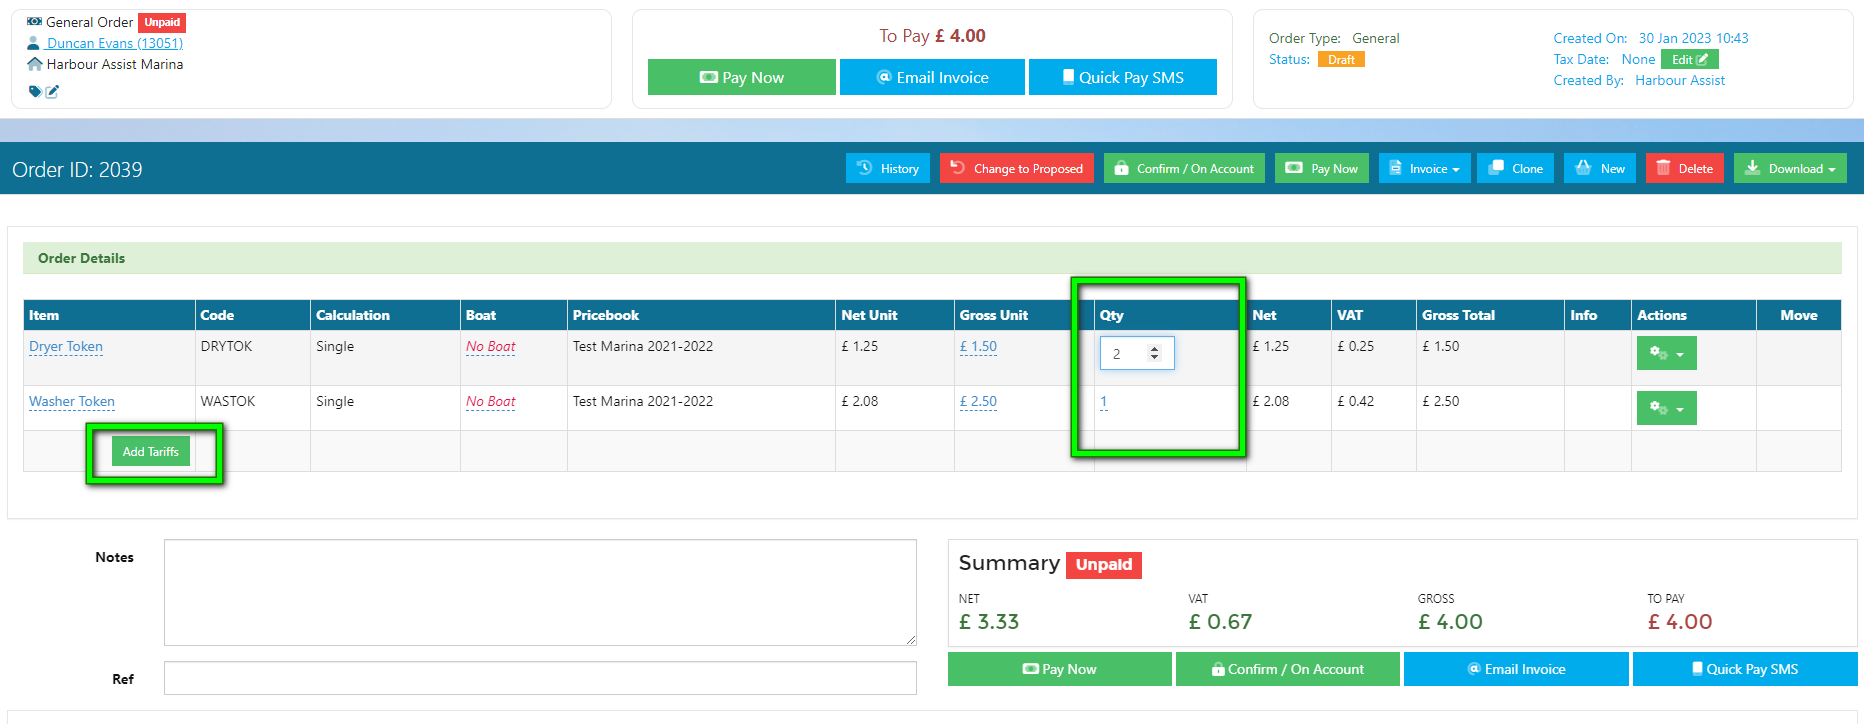 General Order Unpaid
Duncan Evans (13051)
Harbour Assist Marina
To Pay £ 4.00
Pay Now @ Email Invoice Quick Pay SMS
Order Type: General
Status: Draft
Created On: 30 Jan 2023 10:43
Tax Date: None Edit
Created By: Harbour Assist
Order ID: 2039
History Change to Proposed Confirm / On Account Pay Now Invoice Clone New Delete Download
Order Details
Item Code Calculation Boat Pricebook Net Unit Gross Unit Qty Net VAT Gross Total Info Actions Move
Dryer Token DRYTOK Single No Boat Test Marina 2021-2022 £ 1.25 £ 1.50 2 £ 1.25 £ 0.25 £ 1.50
Washer Token WASTOK Single No Boat Test Marina 2021-2022 £ 2.08 £ 2.50 1 £ 2.08 £ 0.42 £ 2.50
Add Tariffs
Notes
Ref
Summary Unpaid
NET VAT GROSS TO PAY
£ 3.33 £ 0.67 £ 4.00 £ 4.00
Pay Now Confirm / On Account @ Email Invoice Quick Pay SMS